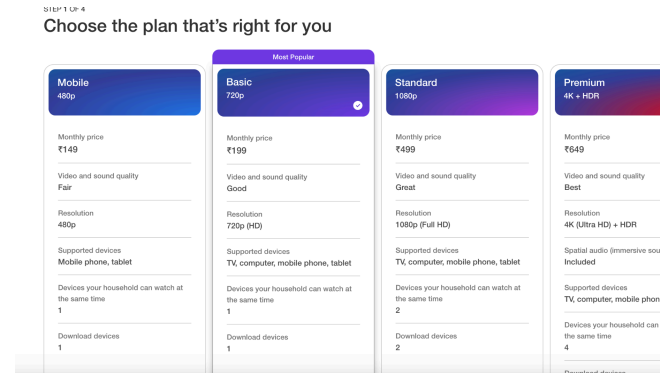 STEP 1 OF 4
Choose the plan that's right for you
Most Popular
Mobile
480p
Monthly price
₹149
Video and sound quality
Fair
Resolution
480p
Supported devices
Mobile phone, tablet
Devices your household can watch at
the same time
1
Download devices
1
Basic
720p
Monthly price
₹199
Video and sound quality
Good
Resolution
720p (HD)
Supported devices
TV, computer, mobile phone, tablet
Devices your household can watch at
the same time
1
Download devices
1
Standard
1080p
Monthly price
₹499
Video and sound quality
Great
Resolution
1080p (Full HD)
Supported devices
TV, computer, mobile phone, tablet
Devices your household can watch at
the same time
2
Download devices
2
Premium
4K + HDR
Monthly price
₹649
Video and sound quality
Best
Resolution
4K (Ultra HD) + HDR
Spatial audio (immersive sou
Included
Supported devices
TV, computer, mobile phon
Devices your household can
the same time
4
Download devices